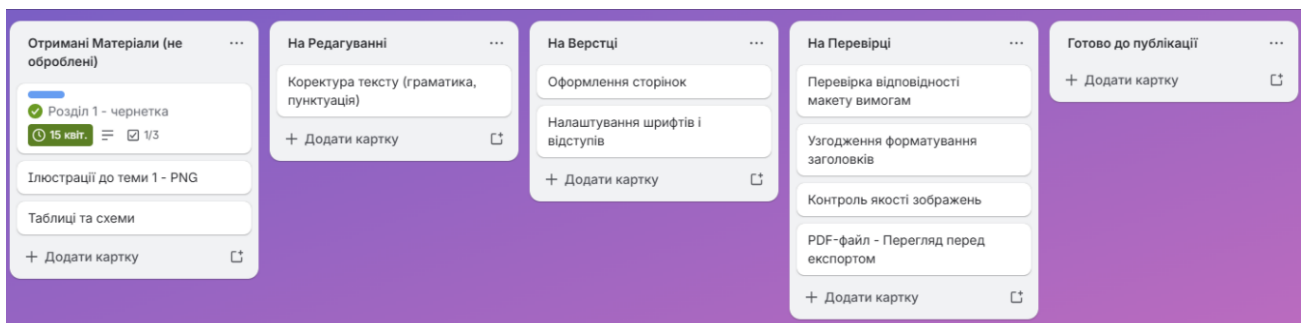 Отримані Матеріали (не
оброблені)
Розділ 1 - чернетка
15 квіт.
1/3
Ілюстрації до теми 1 - PNG
Таблиці та схеми
+ Додати картку
На Редагуванні
Коректура тексту (граматика,
пунктуація)
+ Додати картку
На Верстці
Оформлення сторінок
Налаштування шрифтів і
відступів
+ Додати картку
На Перевірці
Перевірка відповідності
макету вимогам
Узгодження форматування
заголовків
Контроль якості зображень
PDF-файл - Перегляд перед
експортом
+ Додати картку
Готово до публікації
+ Додати картку